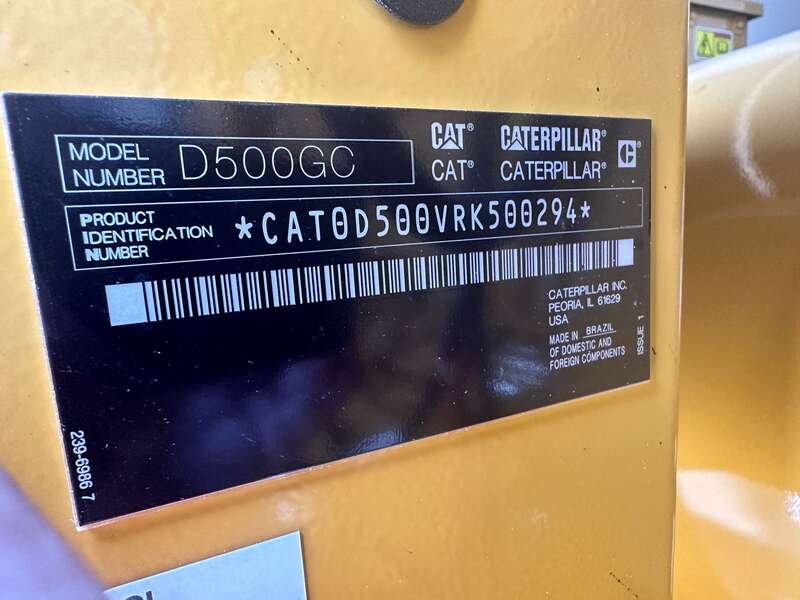 MODEL
NUMBER D500GC
CAT® CATERPILLAR® C®
CAT® CATERPILLAR®
PRODUCT
IDENTIFICATION
NUMBER
*CAT0D500VRK500294*
CATERPILLAR INC.
PEORIA, IL 61629
USA
MADE IN BRAZIL
OF DOMESTIC AND
FOREIGN COMPONENTS
ISSUE 1
239-6986 7